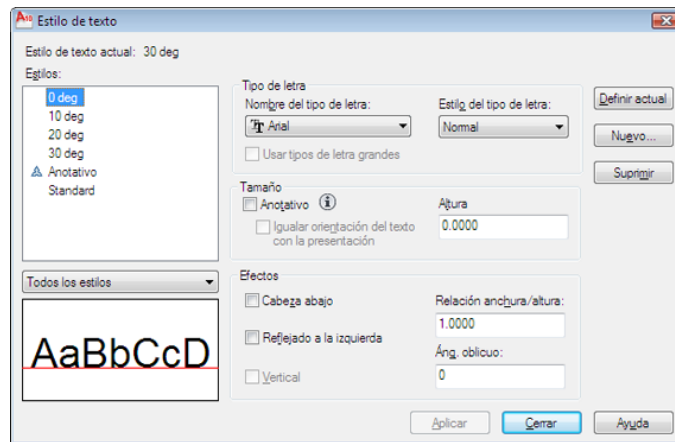 Estilo de texto
Estilo de texto actual: 30 deg
Estilos:
0 deg
10 deg
20 deg
30 deg
Anotativo
Standard
Todos los estilos
AaBbCcD
Tipo de letra
Nombre del tipo de letra:
Arial
Usar tipos de letra grandes
Estilo del tipo de letra:
Normal
Tamaño
Anotativo
Igualar orientación del texto
con la presentación
Altura
0.0000
Efectos
Cabeza abajo
Reflejado a la izquierda
Vertical
Relación anchura/altura:
1.0000
Áng. oblicuo:
0
Definir actual
Nuevo...
Suprimir
Aplicar
Cerrar
Ayuda